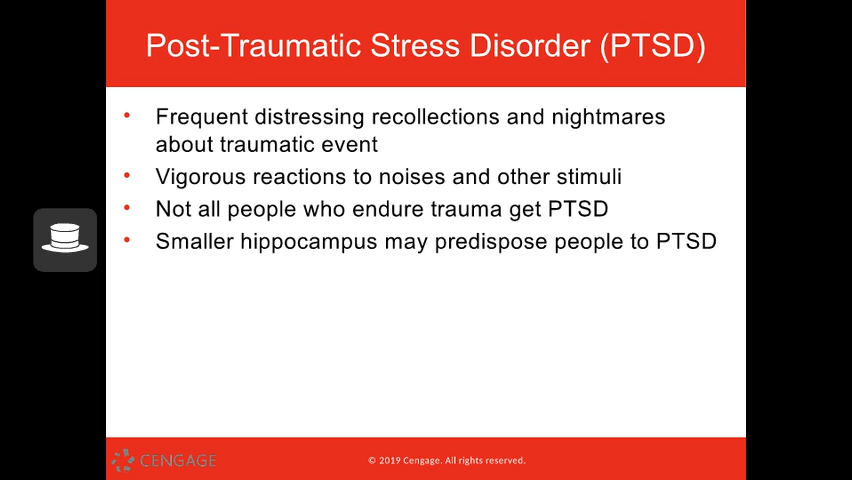 Post-Traumatic Stress Disorder (PTSD)
• Frequent distressing recollections and nightmares
about traumatic event
• Vigorous reactions to noises and other stimuli
• Not all people who endure trauma get PTSD
• Smaller hippocampus may predispose people to PTSD
CENGAGE
© 2019 Cengage. All rights reserved.